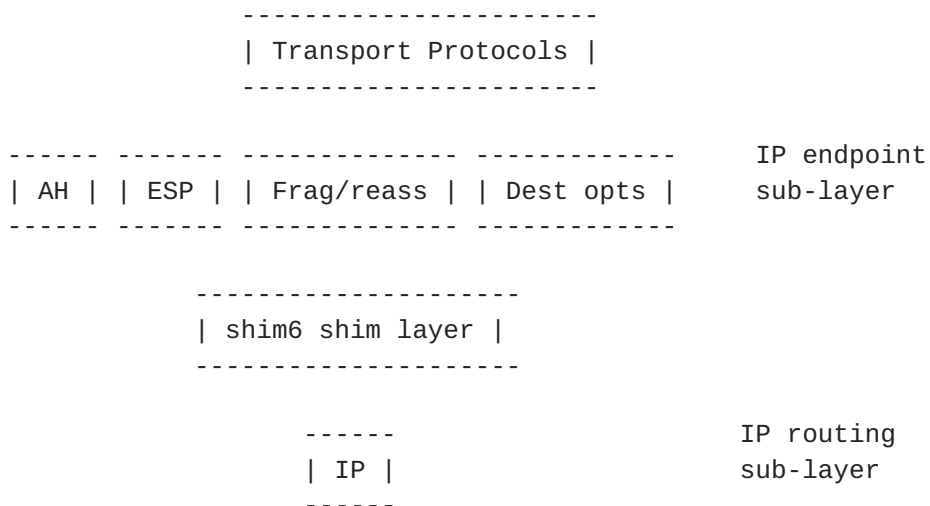 -----------------------
| Transport Protocols |
-----------------------
------ ------- -------------- ------------- IP endpoint
| AH | | ESP | | Frag/reass | | Dest opts | sub-layer
------ ------- -------------- -------------
---------------------
| shim6 shim layer |
---------------------
------ IP routing
| IP | sub-layer
------